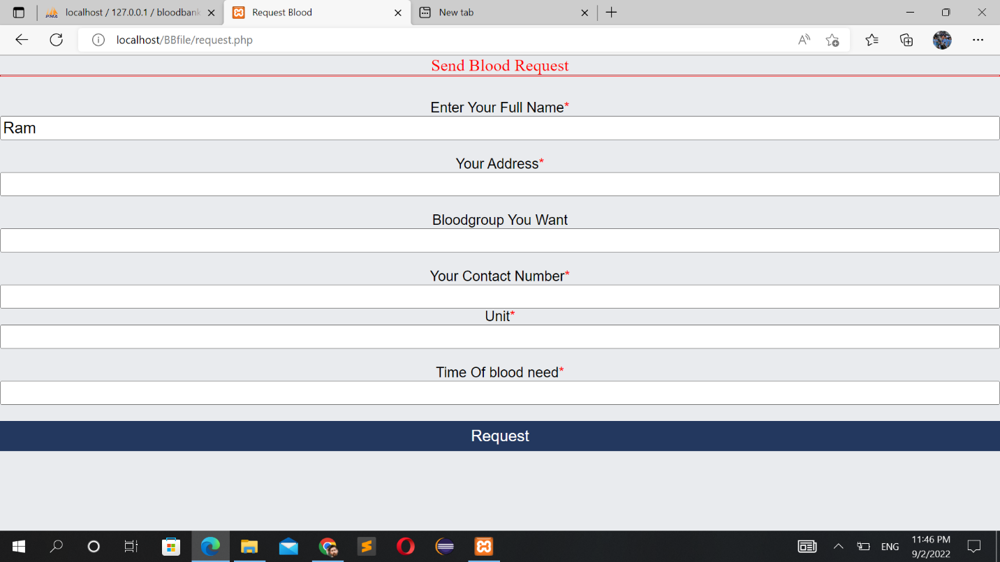 localhost / 127.0.0.1 / bloodbank
Request Blood
New tab
localhost/BBfile/request.php
Send Blood Request
Enter Your Full Name*
Ram
Your Address*
Bloodgroup You Want
Your Contact Number*
Unit*
Time Of blood need*
Request
ENG
11:46 PM
9/2/2022